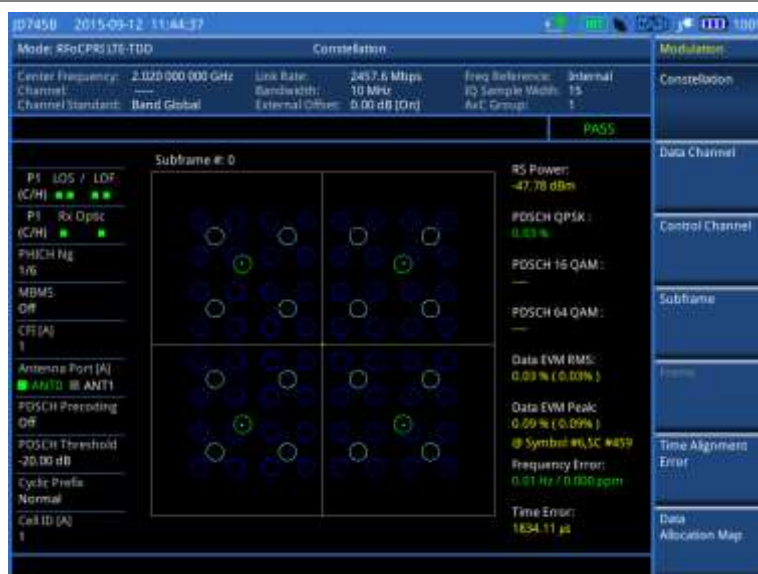 JD745B 2015-09-12 11:44:37
100%
Mode: RFoCPRI LTE-TDD
Constellation
Modulation
Center Frequency: 2.020 000 000 GHz
Channel: ----
Channel Standard: Band Global
Link Rate: 2457.6 Mbps
Bandwidth: 10 MHz
External Offset: 0.00 dB [On]
Freq Reference: Internal
IQ Sample Width: 15
AxC Group: 1
PASS
Subframe #: 0
P1 LOS / LOF
(C/H)
P1 Rx Optic
(C/H)
PHICH Ng
1/6
MBMS
Off
CFI [A]
1
Antenna Port [A]
ANT0 ANT1
PDSCH Precoding
Off
PDSCH Threshold
-20.00 dB
Cyclic Prefix
Normal
Cell ID [A]
1
RS Power:
-47.78 dBm
PDSCH QPSK :
0.03 %
PDSCH 16 QAM :
----
PDSCH 64 QAM :
----
Data EVM RMS:
0.03 % ( 0.03% )
Data EVM Peak:
0.09 % ( 0.09% )
@ Symbol #6,SC #459
Frequency Error:
0.01 Hz / 0.000 ppm
Time Error:
1834.11 µs
Constellation
Data Channel
Control Channel
Subframe
Frame
Time Alignment
Error
Data
Allocation Map